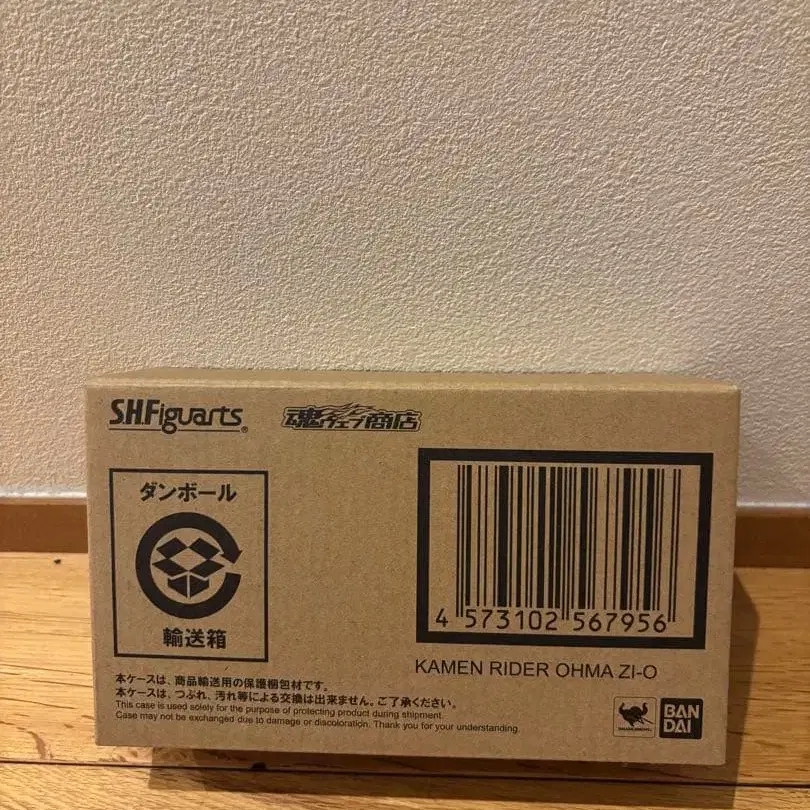 S.H.Figuarts®
魂ウェブ商店
ダンボール
輸送箱
4 573102 567956
KAMEN RIDER OHMA ZI-O
本ケースは、商品輸送用の保護梱包材です。
本ケースは、つぶれ、汚れ等による交換は出来ません。ご了承ください。
This case is used solely for the purpose of protecting product during shipment.
Case may not be exchanged due to damage or discoloration. Thank you for your understanding.
BAN
DAI